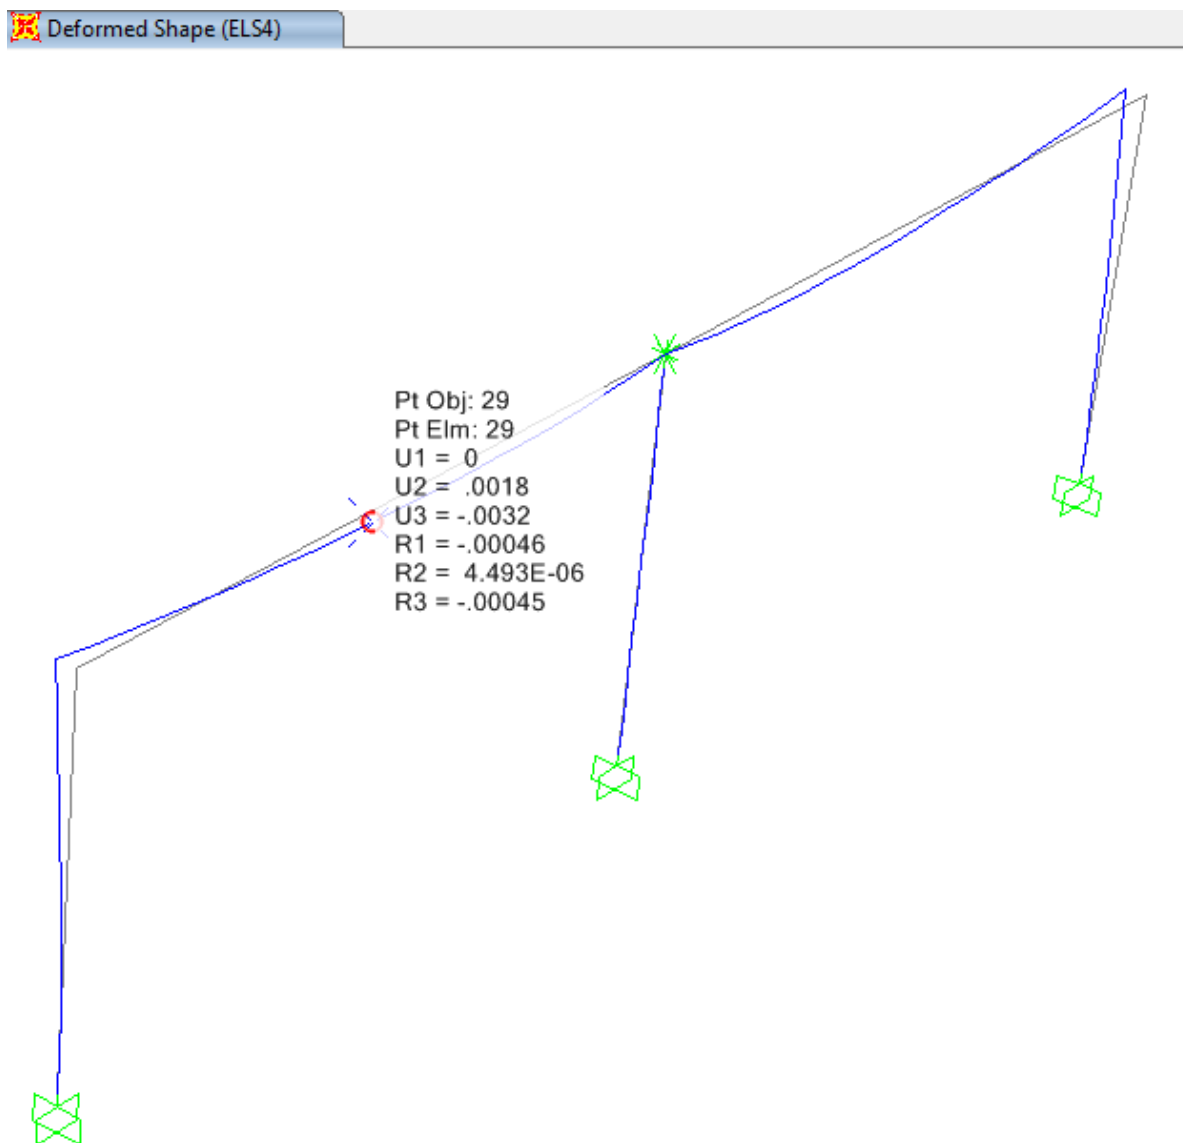 Deformed Shape (ELS4)
Pt Obj: 29
Pt Elm: 29
U1 = 0
U2 = .0018
U3 = -.0032
R1 = -.00046
R2 = 4.493E-06
R3 = -.00045